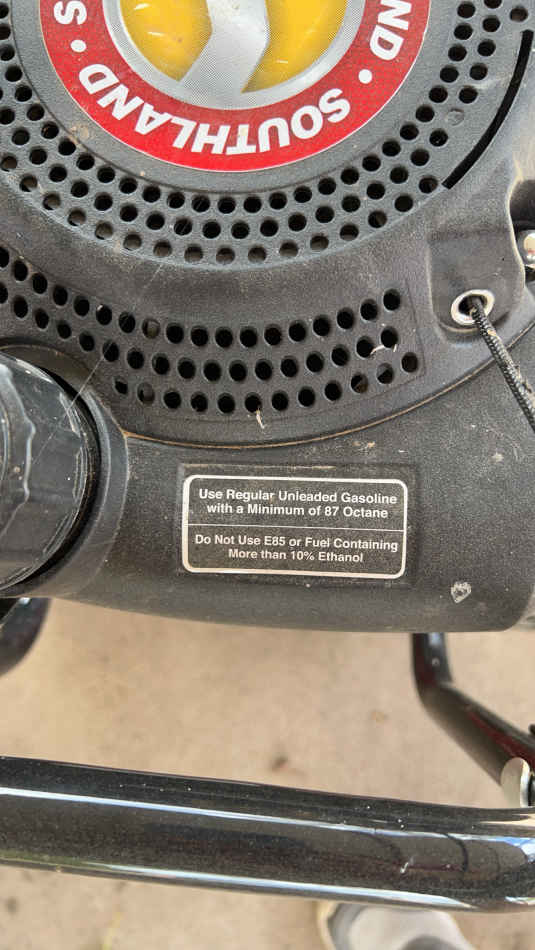 SOUTHLAND • SOUTHLAND • S
Use Regular Unleaded Gasoline
with a Minimum of 87 Octane
Do Not Use E85 or Fuel Containing
More than 10% Ethanol